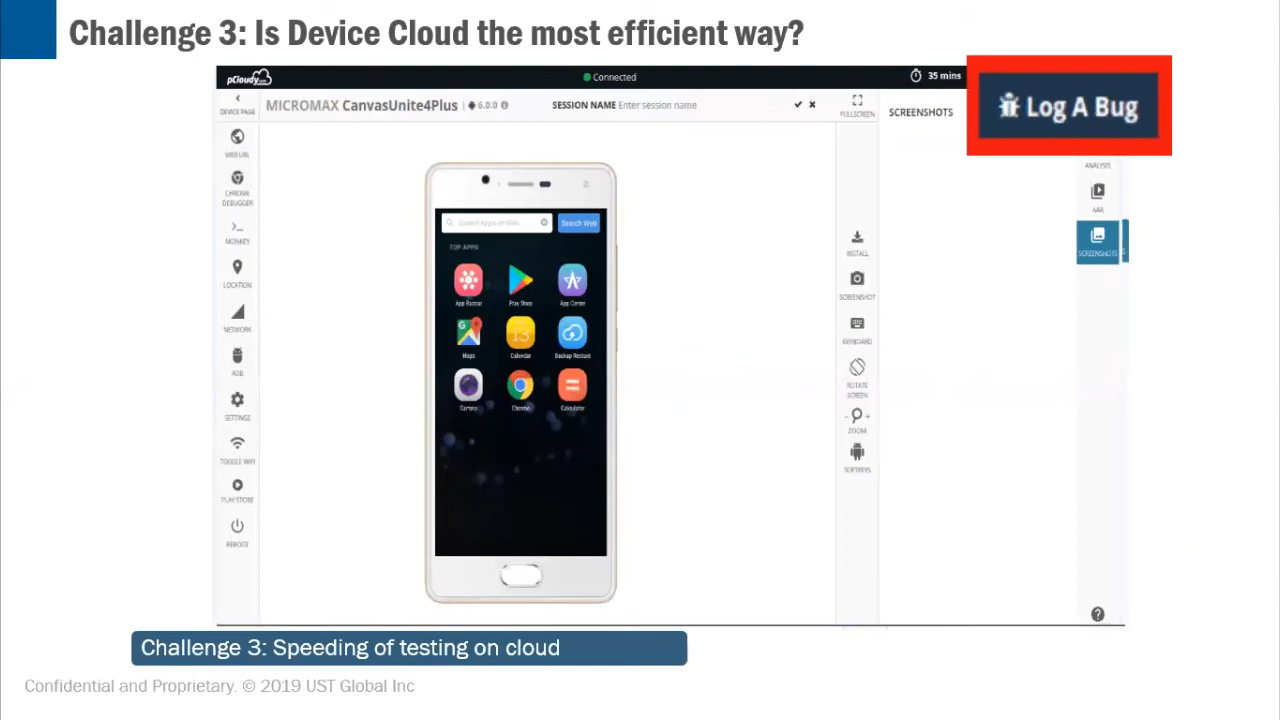 Challenge 3: Is Device Cloud the most efficient way?
pCloudy
Connected
35 mins
Log A Bug
DEVICE PAGE
MICROMAX CanvasUnite4Plus
6.0.0
SESSION NAME Enter session name
FULLSCREEN
SCREENSHOTS
WEB URL
CHROME
DEBUGGER
MONKEY
LOCATION
NETWORK
ADB
SETTINGS
TOGGLE WIFI
PLAY STORE
REBOOT
Search Web
TOP APPS
App Runner
Play Store
App Center
Maps
13
Calendar
Backup Restore
Camera
Chrome
Calculator
INSTALL
SCREENSHOT
KEYBOARD
ROTATE
SCREEN
ZOOM
SOFTKEYS
ANALYSIS
AAR
SCREENSHOTS
Challenge 3: Speeding of testing on cloud
Confidential and Proprietary. © 2019 UST Global Inc